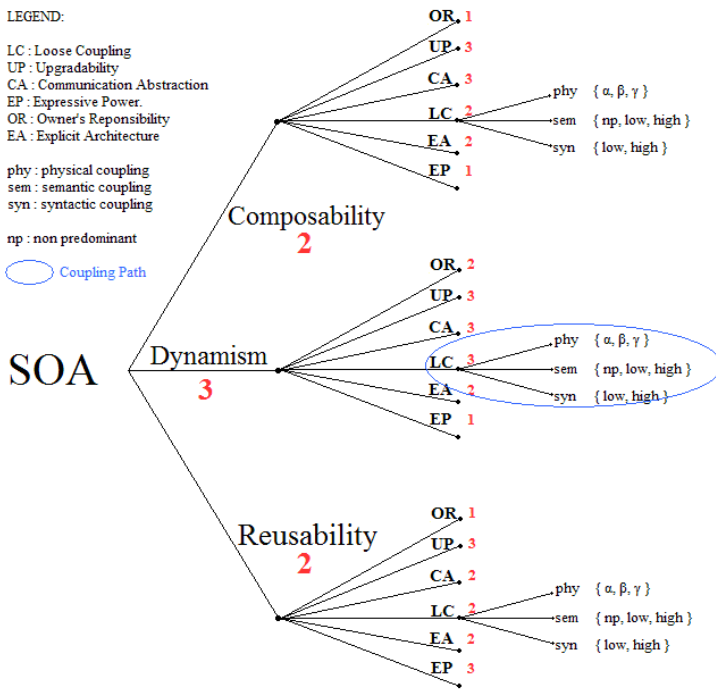 LEGEND:
LC : Loose Coupling
UP : Upgradability
CA : Communication Abstraction
EP : Expressive Power.
OR : Owner's Reponsibility
EA : Explicit Architecture
phy : physical coupling
sem : semantic coupling
syn : syntactic coupling
np : non predominant
Coupling Path
SOA
Composability
2
OR 1
UP 3
CA 3
LC 2
phy { α, β, γ }
sem { np, low, high }
syn { low, high }
EA 2
EP 1
Dynamism
3
OR 2
UP 3
CA 3
LC 3
phy { α, β, γ }
sem { np, low, high }
syn { low, high }
EA 2
EP 1
Reusability
2
OR 1
UP 3
CA 2
LC 2
phy { α, β, γ }
sem { np, low, high }
syn { low, high }
EA 2
EP 3